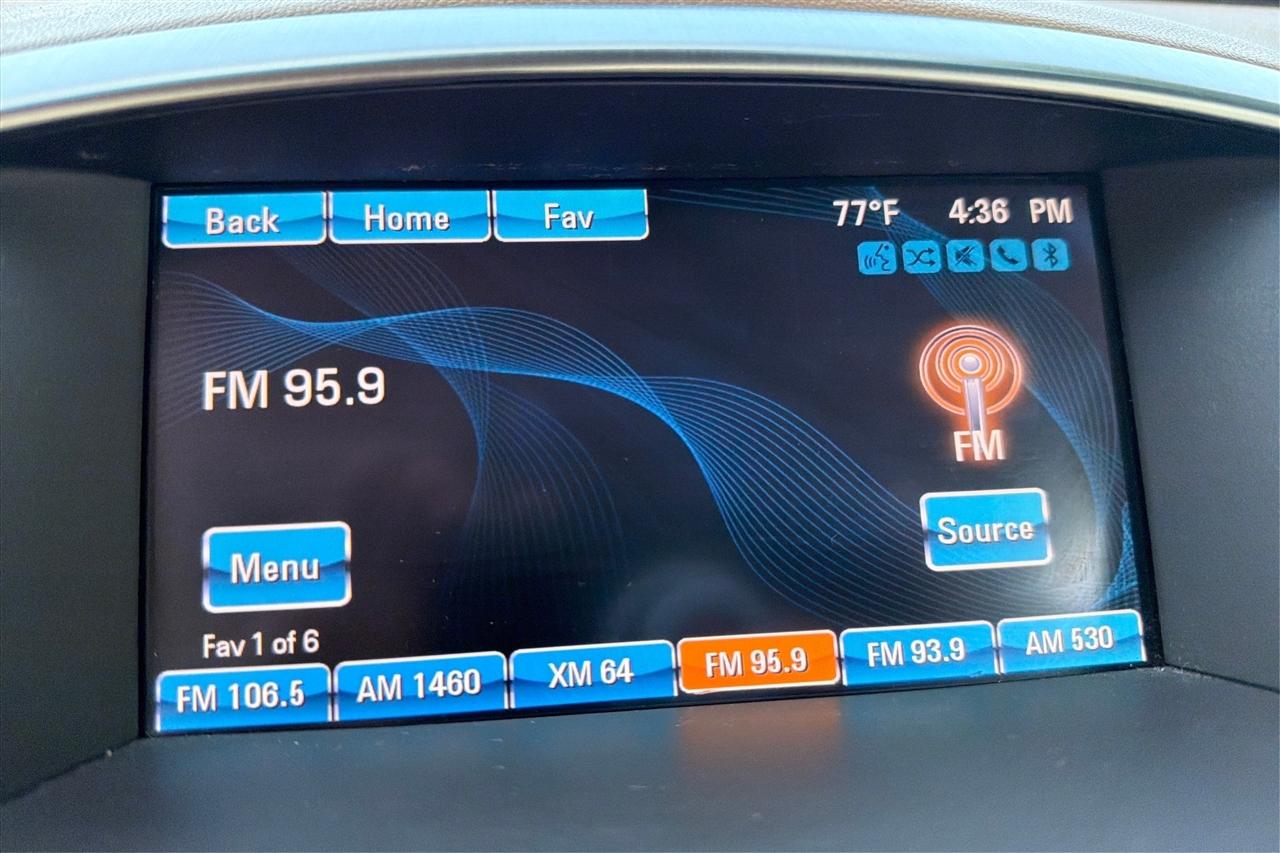 Back Home Fav 77°F 4:36 PM
FM 95.9
FM
Source
Menu
Fav 1 of 6
FM 106.5 AM 1460 XM 64 FM 95.9 FM 93.9 AM 530